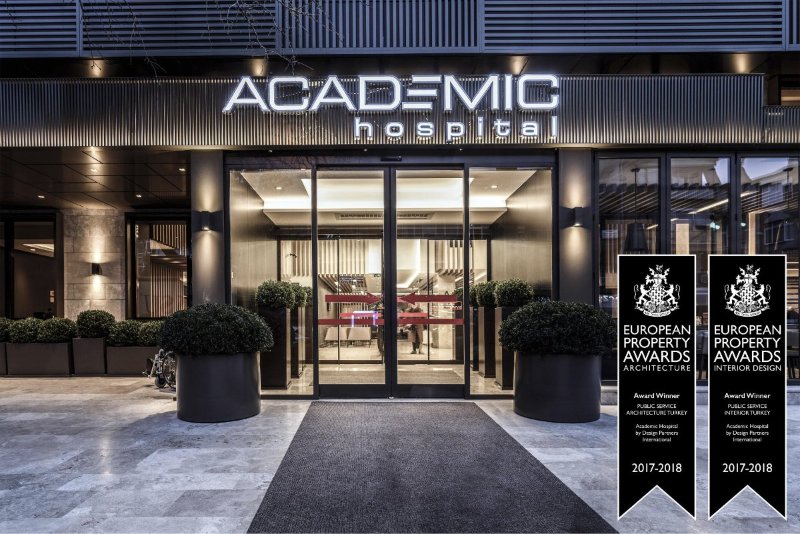 ACADEMIC
hospital
EUROPEAN
PROPERTY
AWARDS
ARCHITECTURE
Award Winner
PUBLIC SERVICE
ARCHITECTURE TURKEY
Academic Hospital
by Design Partners
International
2017-2018
EUROPEAN
PROPERTY
AWARDS
INTERIOR DESIGN
Award Winner
PUBLIC SERVICE
INTERIOR TURKEY
Academic Hospital
by Design Partners
International
2017-2018